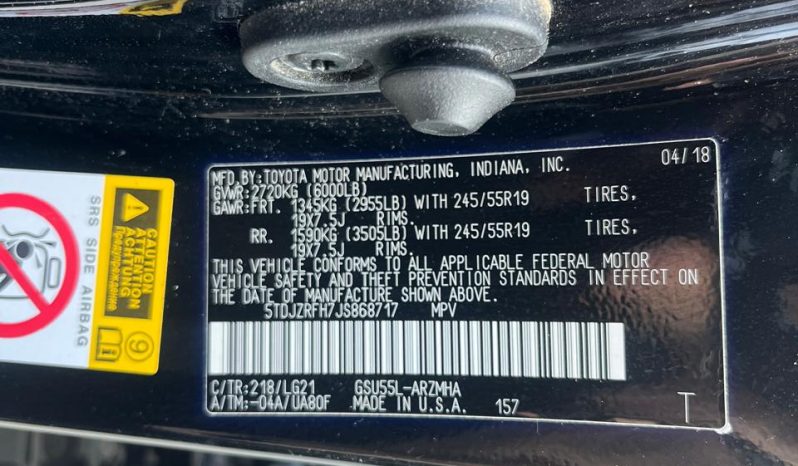 MFD.BY:TOYOTA MOTOR MANUFACTURING, INDIANA, INC. 04/18
GVWR:2720KG (6000LB)
GAWR:FRT. 1345KG (2955LB) WITH 245/55R19 TIRES,
19X7.5J RIMS.
RR. 1590KG (3505LB) WITH 245/55R19 TIRES,
19X7.5J RIMS.
THIS VEHICLE CONFORMS TO ALL APPLICABLE FEDERAL MOTOR
VEHICLE SAFETY AND THEFT PREVENTION STANDARDS IN EFFECT ON
THE DATE OF MANUFACTURE SHOWN ABOVE.
5TDJZRFH7JS868717 MPV
C/TR:218/LG21 GSU55L-ARZMHA
A/TM:-04A/UA80F MADE IN U.S.A. 157 T
CAUTION
ATTENTION
ACHTUNG
SRS SIDE AIRBAG
9